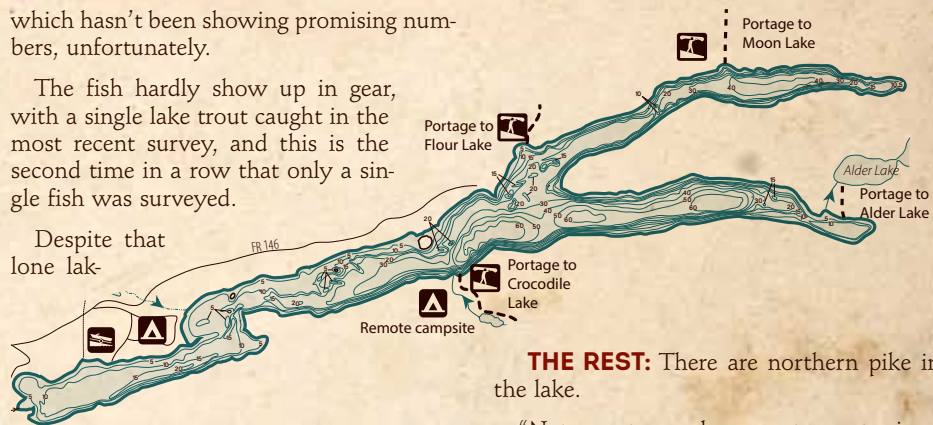 which hasn't been showing promising num-
bers, unfortunately.
The fish hardly show up in gear,
with a single lake trout caught in the
most recent survey, and this is the
second time in a row that only a sin-
gle fish was surveyed.
Despite that
lone lak-
Portage to
Moon Lake
Portage to
Flour Lake
Alder Lake
Portage to
Alder Lake
FR 146
Portage to
Crocodile
Lake
Remote campsite
THE REST: There are northern pike in
the lake.